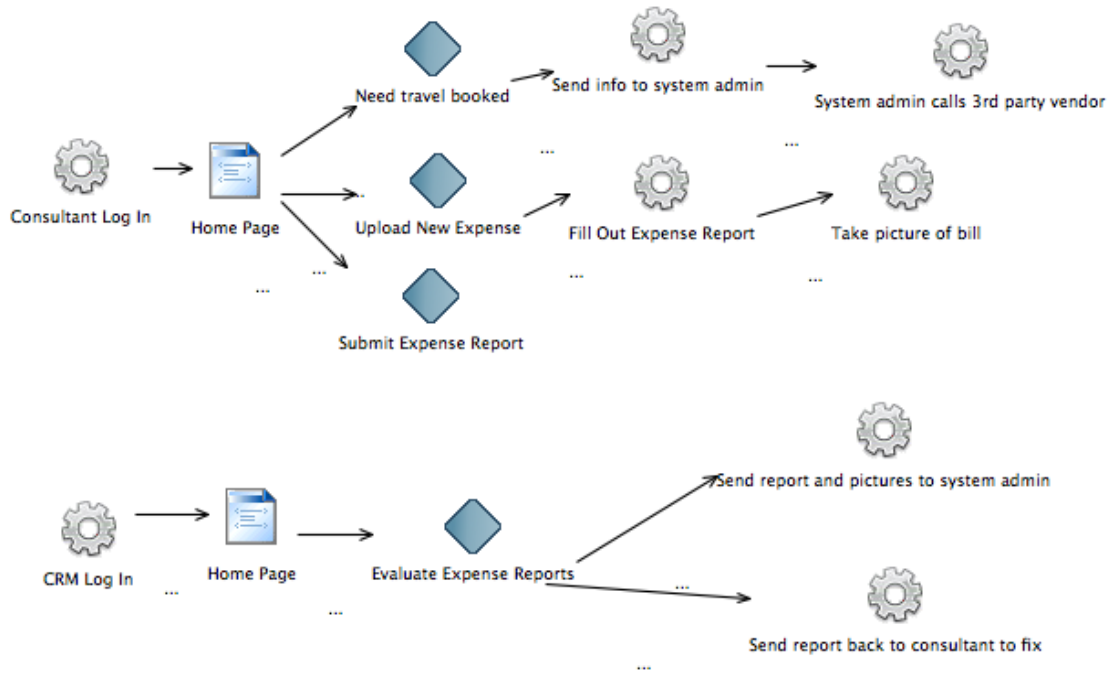 Need travel booked
Send info to system admin
System admin calls 3rd party vendor
...
...
Consultant Log In
Home Page
..
Upload New Expense
Fill Out Expense Report
Take picture of bill
...
...
...
...
Submit Expense Report
Send report and pictures to system admin
CRM Log In
Home Page
Evaluate Expense Reports
...
...
...
Send report back to consultant to fix
...